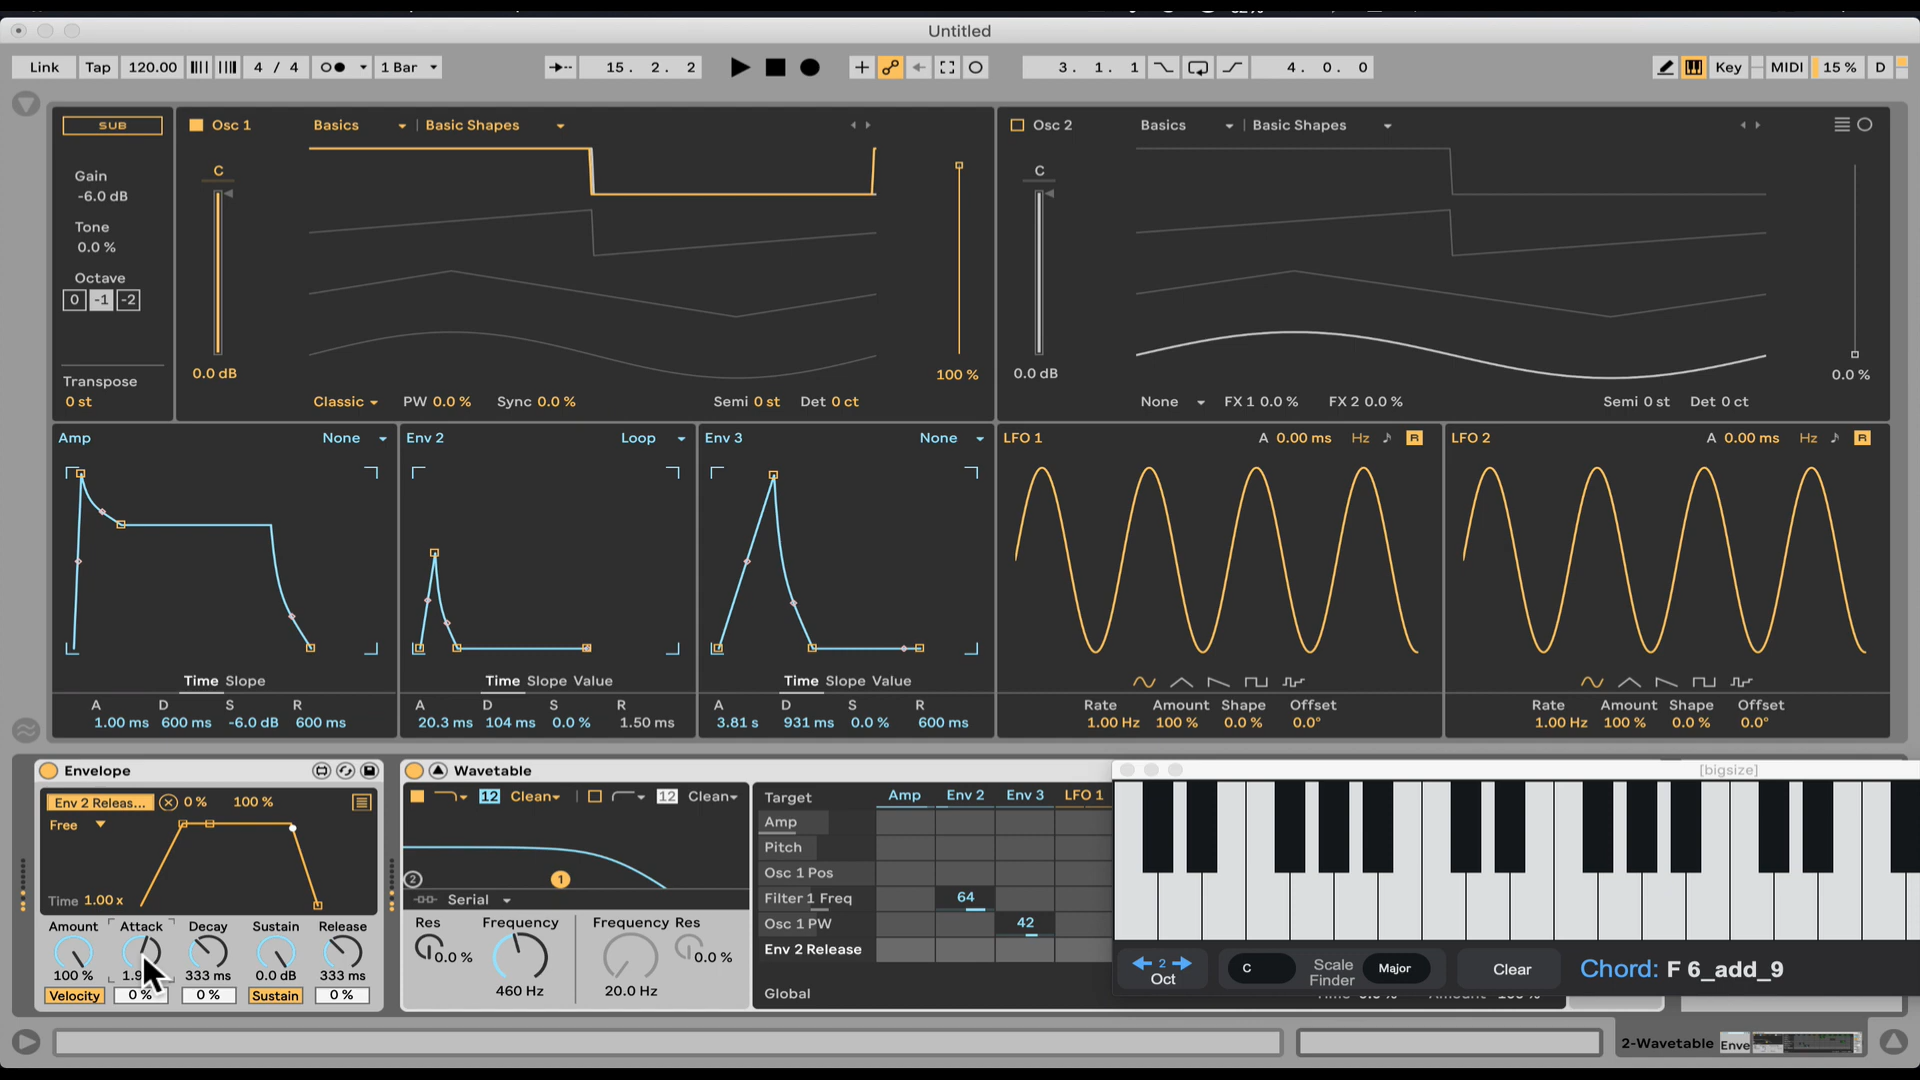 Untitled
Link Tap 120.00 4 / 4 1 Bar 15. 2. 2 3. 1. 1 4. 0. 0 Key MIDI 15 % D
SUB
Gain
-6.0 dB
Tone
0.0 %
Octave
0 -1 -2
Transpose
0 st
Osc 1 Basics Basic Shapes
C
0.0 dB
100 %
Classic PW 0.0 % Sync 0.0 % Semi 0 st Det 0 ct
Osc 2 Basics Basic Shapes
C
0.0 dB
0.0 %
None FX 1 0.0 % FX 2 0.0 % Semi 0 st Det 0 ct
Amp None
Time Slope
A D S R
1.00 ms 600 ms -6.0 dB 600 ms
Env 2 Loop
Time Slope Value
A D S R
20.3 ms 104 ms 0.0 % 1.50 ms
Env 3 None
Time Slope Value
A D S R
3.81 s 931 ms 0.0 % 600 ms
LFO 1 A 0.00 ms Hz R
Rate Amount Shape Offset
1.00 Hz 100 % 0.0 % 0.0°
LFO 2 A 0.00 ms Hz R
Rate Amount Shape Offset
1.00 Hz 100 % 0.0 % 0.0°
Envelope
Env 2 Releas... 0 % 100 %
Free
Time 1.00 x
Amount Attack Decay Sustain Release
100 % 333 ms 0.0 dB 333 ms
Velocity 0 % 0 % Sustain 0 %
Wavetable
12 Clean 12 Clean
2 1
Serial
Res Frequency Frequency Res
0.0 % 0.0 %
460 Hz 20.0 Hz
Target Amp Env 2 Env 3 LFO 1
Amp
Pitch
Osc 1 Pos
Filter 1 Freq 64
Osc 1 PW 42
Env 2 Release
Global
[bigsize]
2
Oct
C Scale
Finder Major Clear Chord: F 6_add_9
2-Wavetable Enve